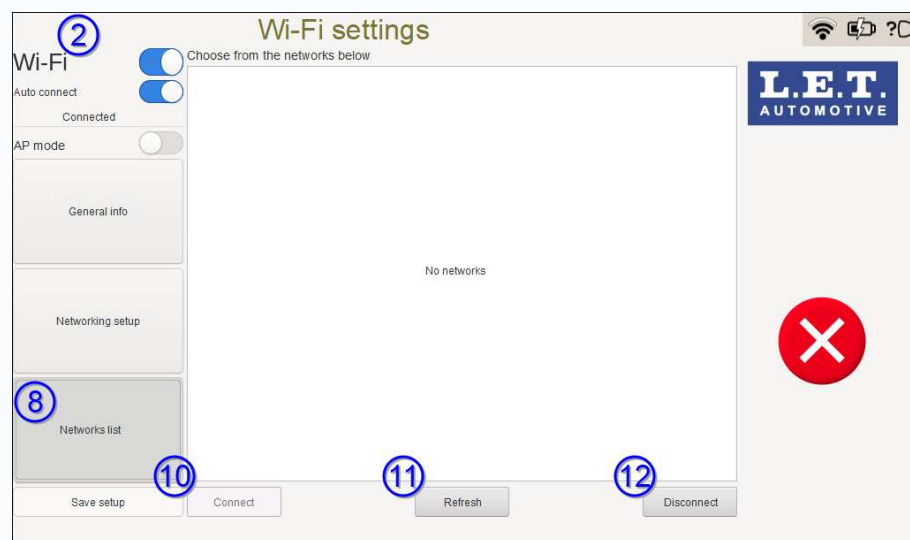 Wi-Fi settings
2
Wi-Fi
Choose from the networks below
Auto connect
Connected
AP mode
General info
No networks
Networking setup
8
Networks list
10
11
12
Save setup
Connect
Refresh
Disconnect
L.E.T.
AUTOMOTIVE